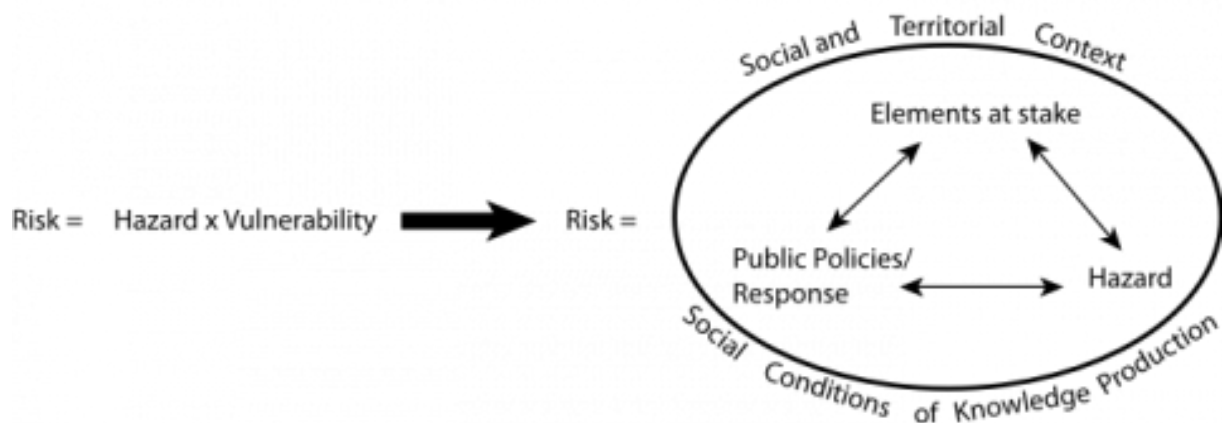 Social and Territorial Context
Elements at stake
Risk = Hazard x Vulnerability
Risk =
Public Policies/
Response
Hazard
Social Conditions of Knowledge Production